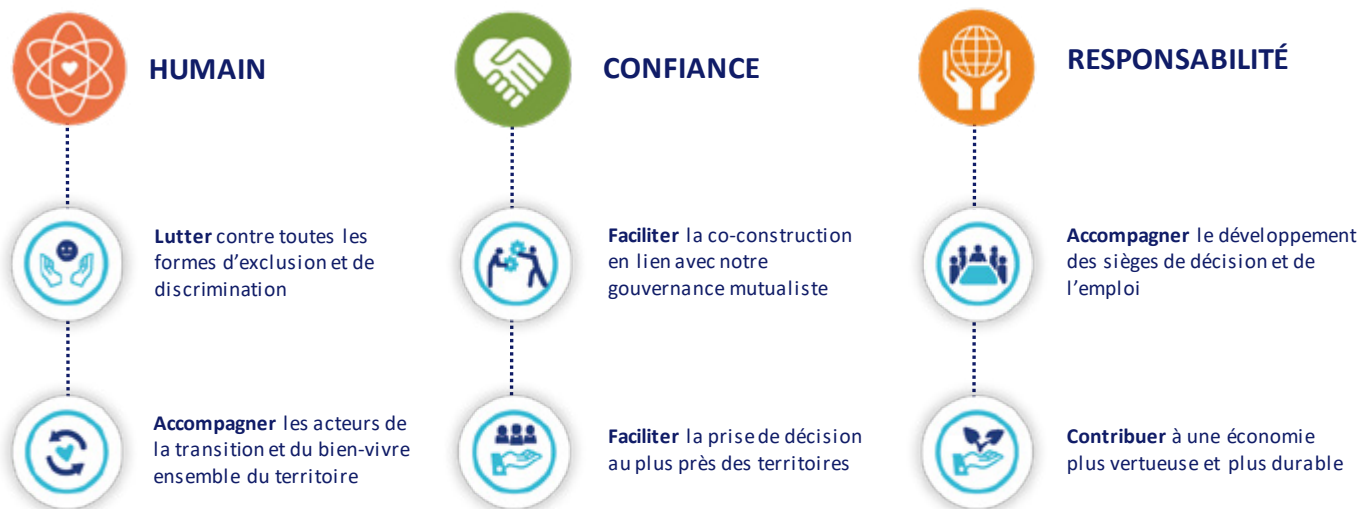 HUMAIN
Lutter contre toutes les
formes d’exclusion et de
discrimination
Accompagner les acteurs de
la transition et du bien-vivre
ensemble du territoire
CONFIANCE
Faciliter la co-construction
en lien avec notre
gouvernance mutualiste
Faciliter la prise de décision
au plus près des territoires
RESPONSABILITÉ
Accompagner le développement
des sièges de décision et de
l’emploi
Contribuer à une économie
plus vertueuse et plus durable